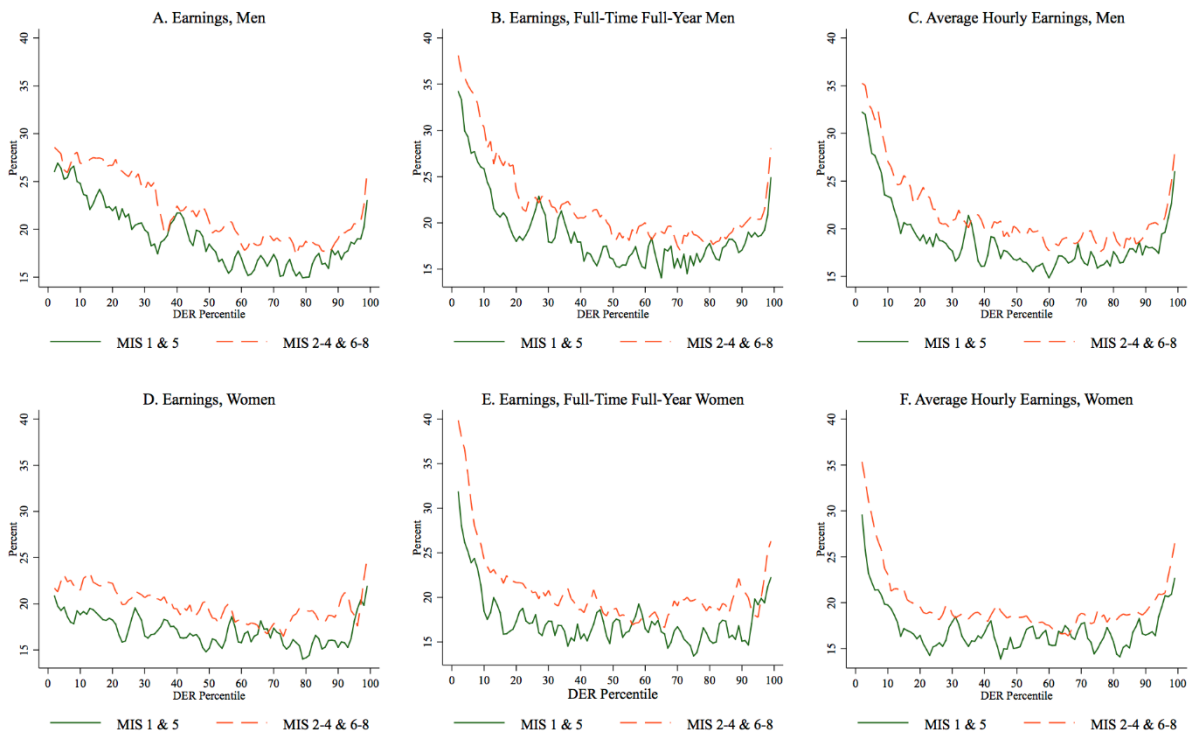 A. Earnings, Men
Percent
40
35
30
25
20
15
0 10 20 30 40 50 60 70 80 90 100
DER Percentile
MIS 1 & 5 MIS 2-4 & 6-8
B. Earnings, Full-Time Full-Year Men
Percent
40
35
30
25
20
15
0 10 20 30 40 50 60 70 80 90 100
DER Percentile
MIS 1 & 5 MIS 2-4 & 6-8
C. Average Hourly Earnings, Men
Percent
40
35
30
25
20
15
0 10 20 30 40 50 60 70 80 90 100
DER Percentile
MIS 1 & 5 MIS 2-4 & 6-8
D. Earnings, Women
Percent
40
35
30
25
20
15
0 10 20 30 40 50 60 70 80 90 100
DER Percentile
MIS 1 & 5 MIS 2-4 & 6-8
E. Earnings, Full-Time Full-Year Women
Percent
40
35
30
25
20
15
0 10 20 30 40 50 60 70 80 90 100
DER Percentile
MIS 1 & 5 MIS 2-4 & 6-8
F. Average Hourly Earnings, Women
Percent
40
35
30
25
20
15
0 10 20 30 40 50 60 70 80 90 100
DER Percentile
MIS 1 & 5 MIS 2-4 & 6-8